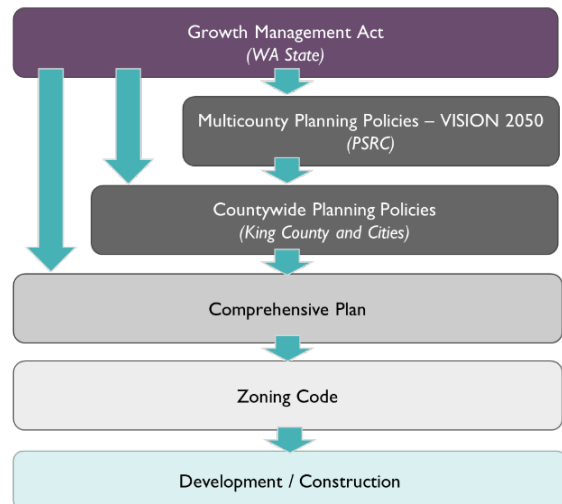 Growth Management Act
(WA State)
Multicounty Planning Policies – VISION 2050
(PSRC)
Countywide Planning Policies
(King County and Cities)
Comprehensive Plan
Zoning Code
Development / Construction